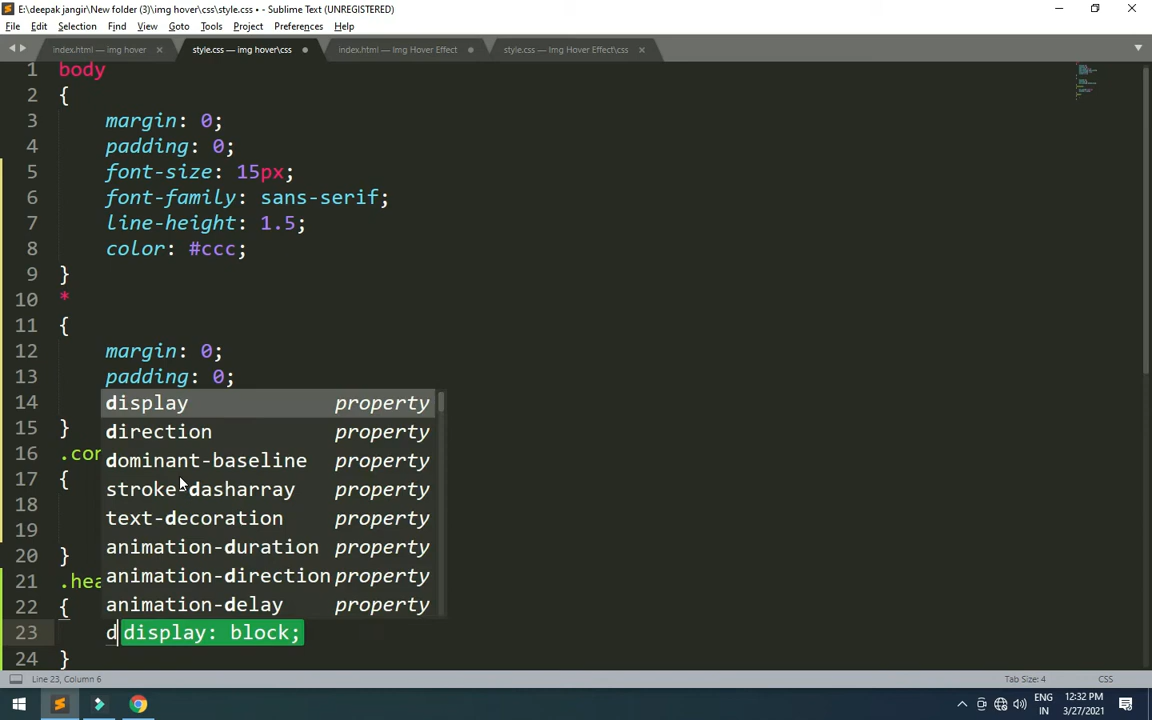 E:\deepak jangir\New folder (3)\img hover\css\style.css • - Sublime Text (UNREGISTERED)
File Edit Selection Find View Goto Tools Project Preferences Help
index.html — img hover style.css — img hover\css index.html — Img Hover Effect style.css — Img Hover Effect\css
1 body
2 {
3 margin: 0;
4 padding: 0;
5 font-size: 15px;
6 font-family: sans-serif;
7 line-height: 1.5;
8 color: #ccc;
9 }
10 *
11 {
12 margin: 0;
13 padding: 0;
14 display property
15 } direction property
16 .con dominant-baseline property
17 { stroke-dasharray property
18 text-decoration property
19 animation-duration property
20 }
21 .hea animation-direction property
22 { animation-delay property
23 d display: block;
24 }
Line 23, Column 6 Tab Size: 4 CSS
ENG 12:32 PM
IN 3/27/2021